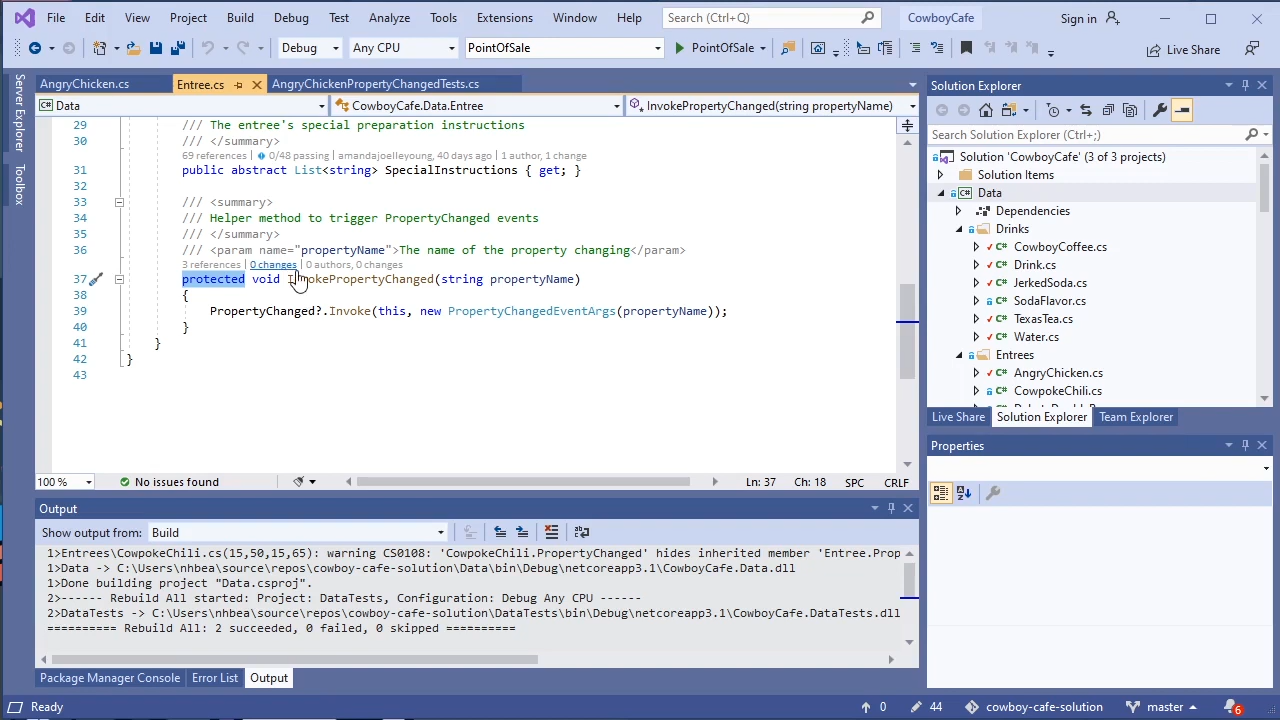 File Edit View Project Build Debug Test Analyze Tools Extensions Window Help Search (Ctrl+Q) CowboyCafe Sign in
Debug Any CPU PointOfSale PointOfSale Live Share
Server Explorer
Toolbox
AngryChicken.cs Entree.cs AngryChickenPropertyChangedTests.cs
Data CowboyCafe.Data.Entree InvokePropertyChanged(string propertyName)
29 /// The entree's special preparation instructions
30 /// </summary>
69 references | 0/48 passing | amandajoelleyoung, 40 days ago | 1 author, 1 change
31 public abstract List<string> SpecialInstructions { get; }
32
33 /// <summary>
34 /// Helper method to trigger PropertyChanged events
35 /// </summary>
36 /// <param name="propertyName">The name of the property changing</param>
3 references | 0 changes | 0 authors, 0 changes
37 protected void InvokePropertyChanged(string propertyName)
38 {
39 PropertyChanged?.Invoke(this, new PropertyChangedEventArgs(propertyName));
40 }
41 }
42 }
43
100 % No issues found Ln: 37 Ch: 18 SPC CRLF
Output
Show output from: Build
1>Entrees\CowpokeChili.cs(15,50,15,65): warning CS0108: 'CowpokeChili.PropertyChanged' hides inherited member 'Entree.Prop
1>Data -> C:\Users\nhbea\source\repos\cowboy-cafe-solution\Data\bin\Debug\netcoreapp3.1\CowboyCafe.Data.dll
1>Done building project "Data.csproj".
2>------ Rebuild All started: Project: DataTests, Configuration: Debug Any CPU ------
2>DataTests -> C:\Users\nhbea\source\repos\cowboy-cafe-solution\DataTests\bin\Debug\netcoreapp3.1\CowboyCafe.DataTests.dll
========== Rebuild All: 2 succeeded, 0 failed, 0 skipped ==========
Package Manager Console Error List Output
Solution Explorer
Search Solution Explorer (Ctrl+;)
Solution 'CowboyCafe' (3 of 3 projects)
Solution Items
Data
Dependencies
Drinks
CowboyCoffee.cs
Drink.cs
JerkedSoda.cs
SodaFlavor.cs
TexasTea.cs
Water.cs
Entrees
AngryChicken.cs
CowpokeChili.cs
Live Share Solution Explorer Team Explorer
Properties
Ready 0 44 cowboy-cafe-solution master 6